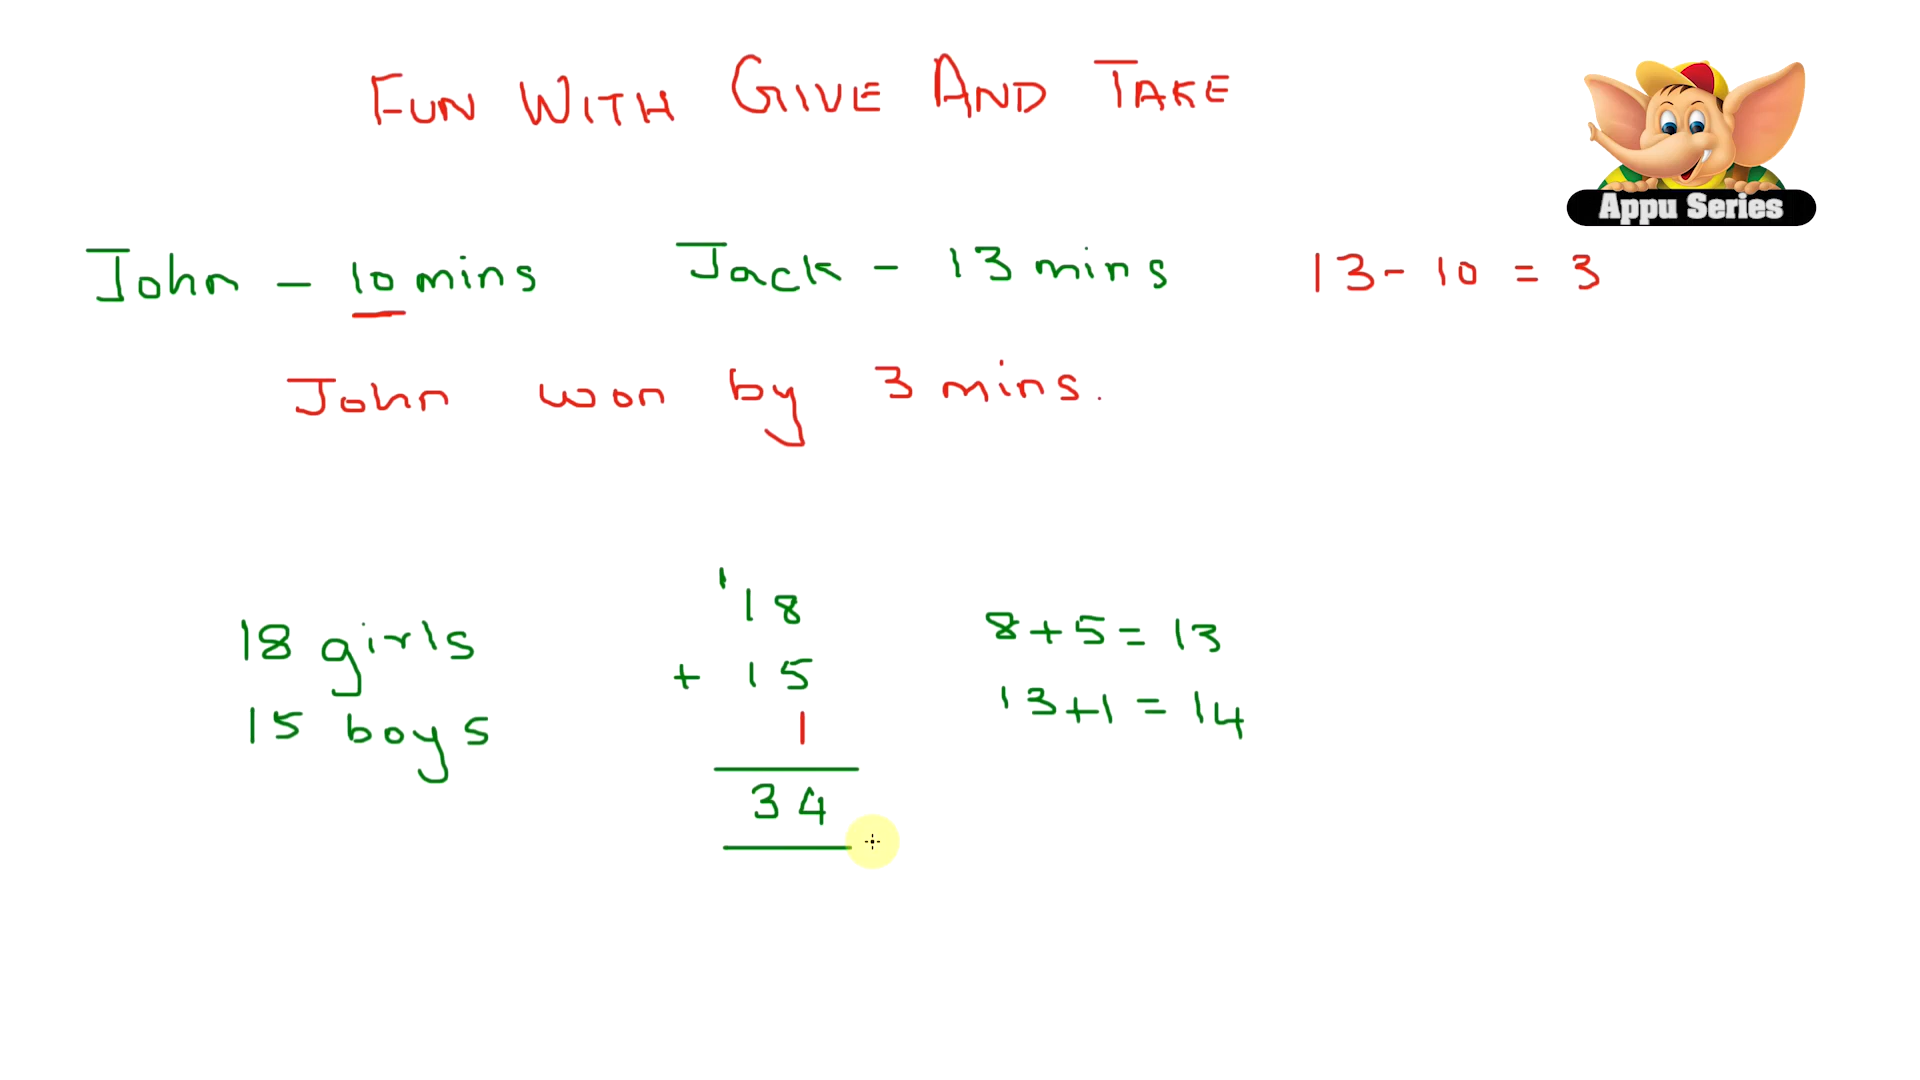 FUN WITH GIVE AND TAKE
Appu Series
John - 10 mins Jack - 13 mins 13 - 10 = 3
John won by 3 mins.
18 girls
15 boys
1
18
+ 15
1
34
8 + 5 = 13
13 + 1 = 14